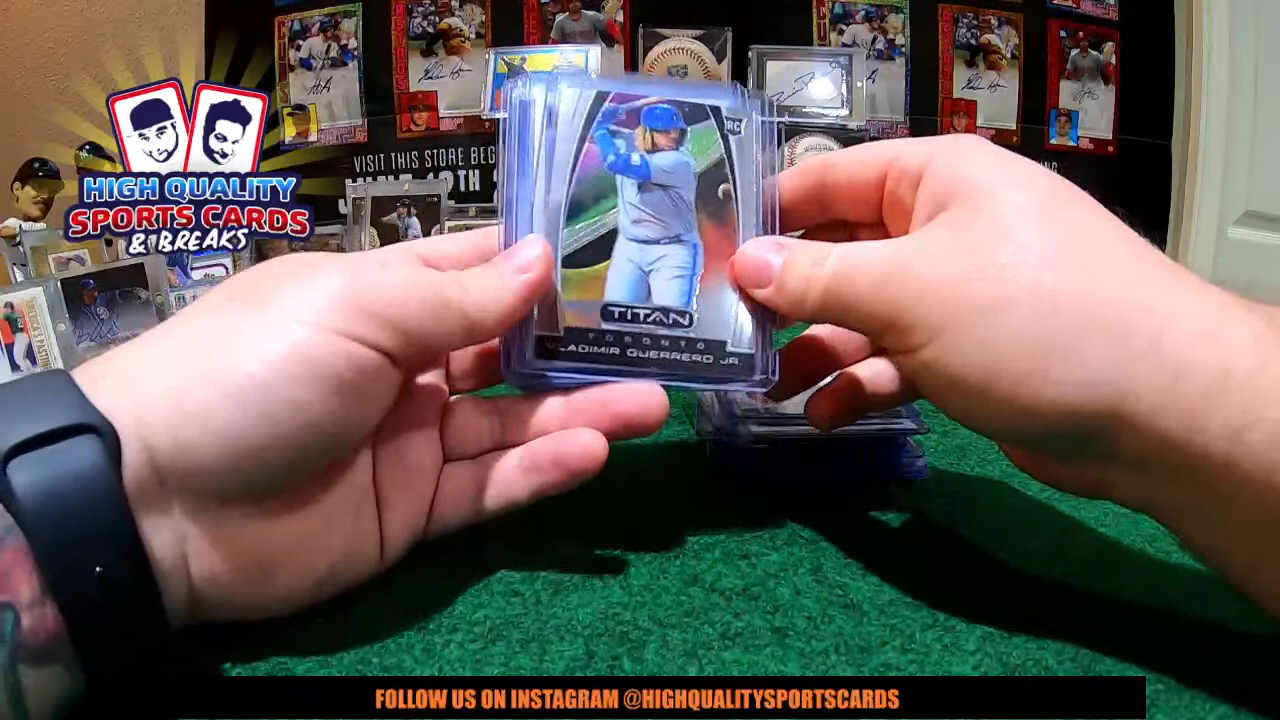 HIGH QUALITY
SPORTS CARDS
& BREAKS
VISIT THIS STORE BEG
RC
TITAN
TORONTO
VLADIMIR GUERRERO JR
FOLLOW US ON INSTAGRAM @HIGHQUALITYSPORTSCARDS